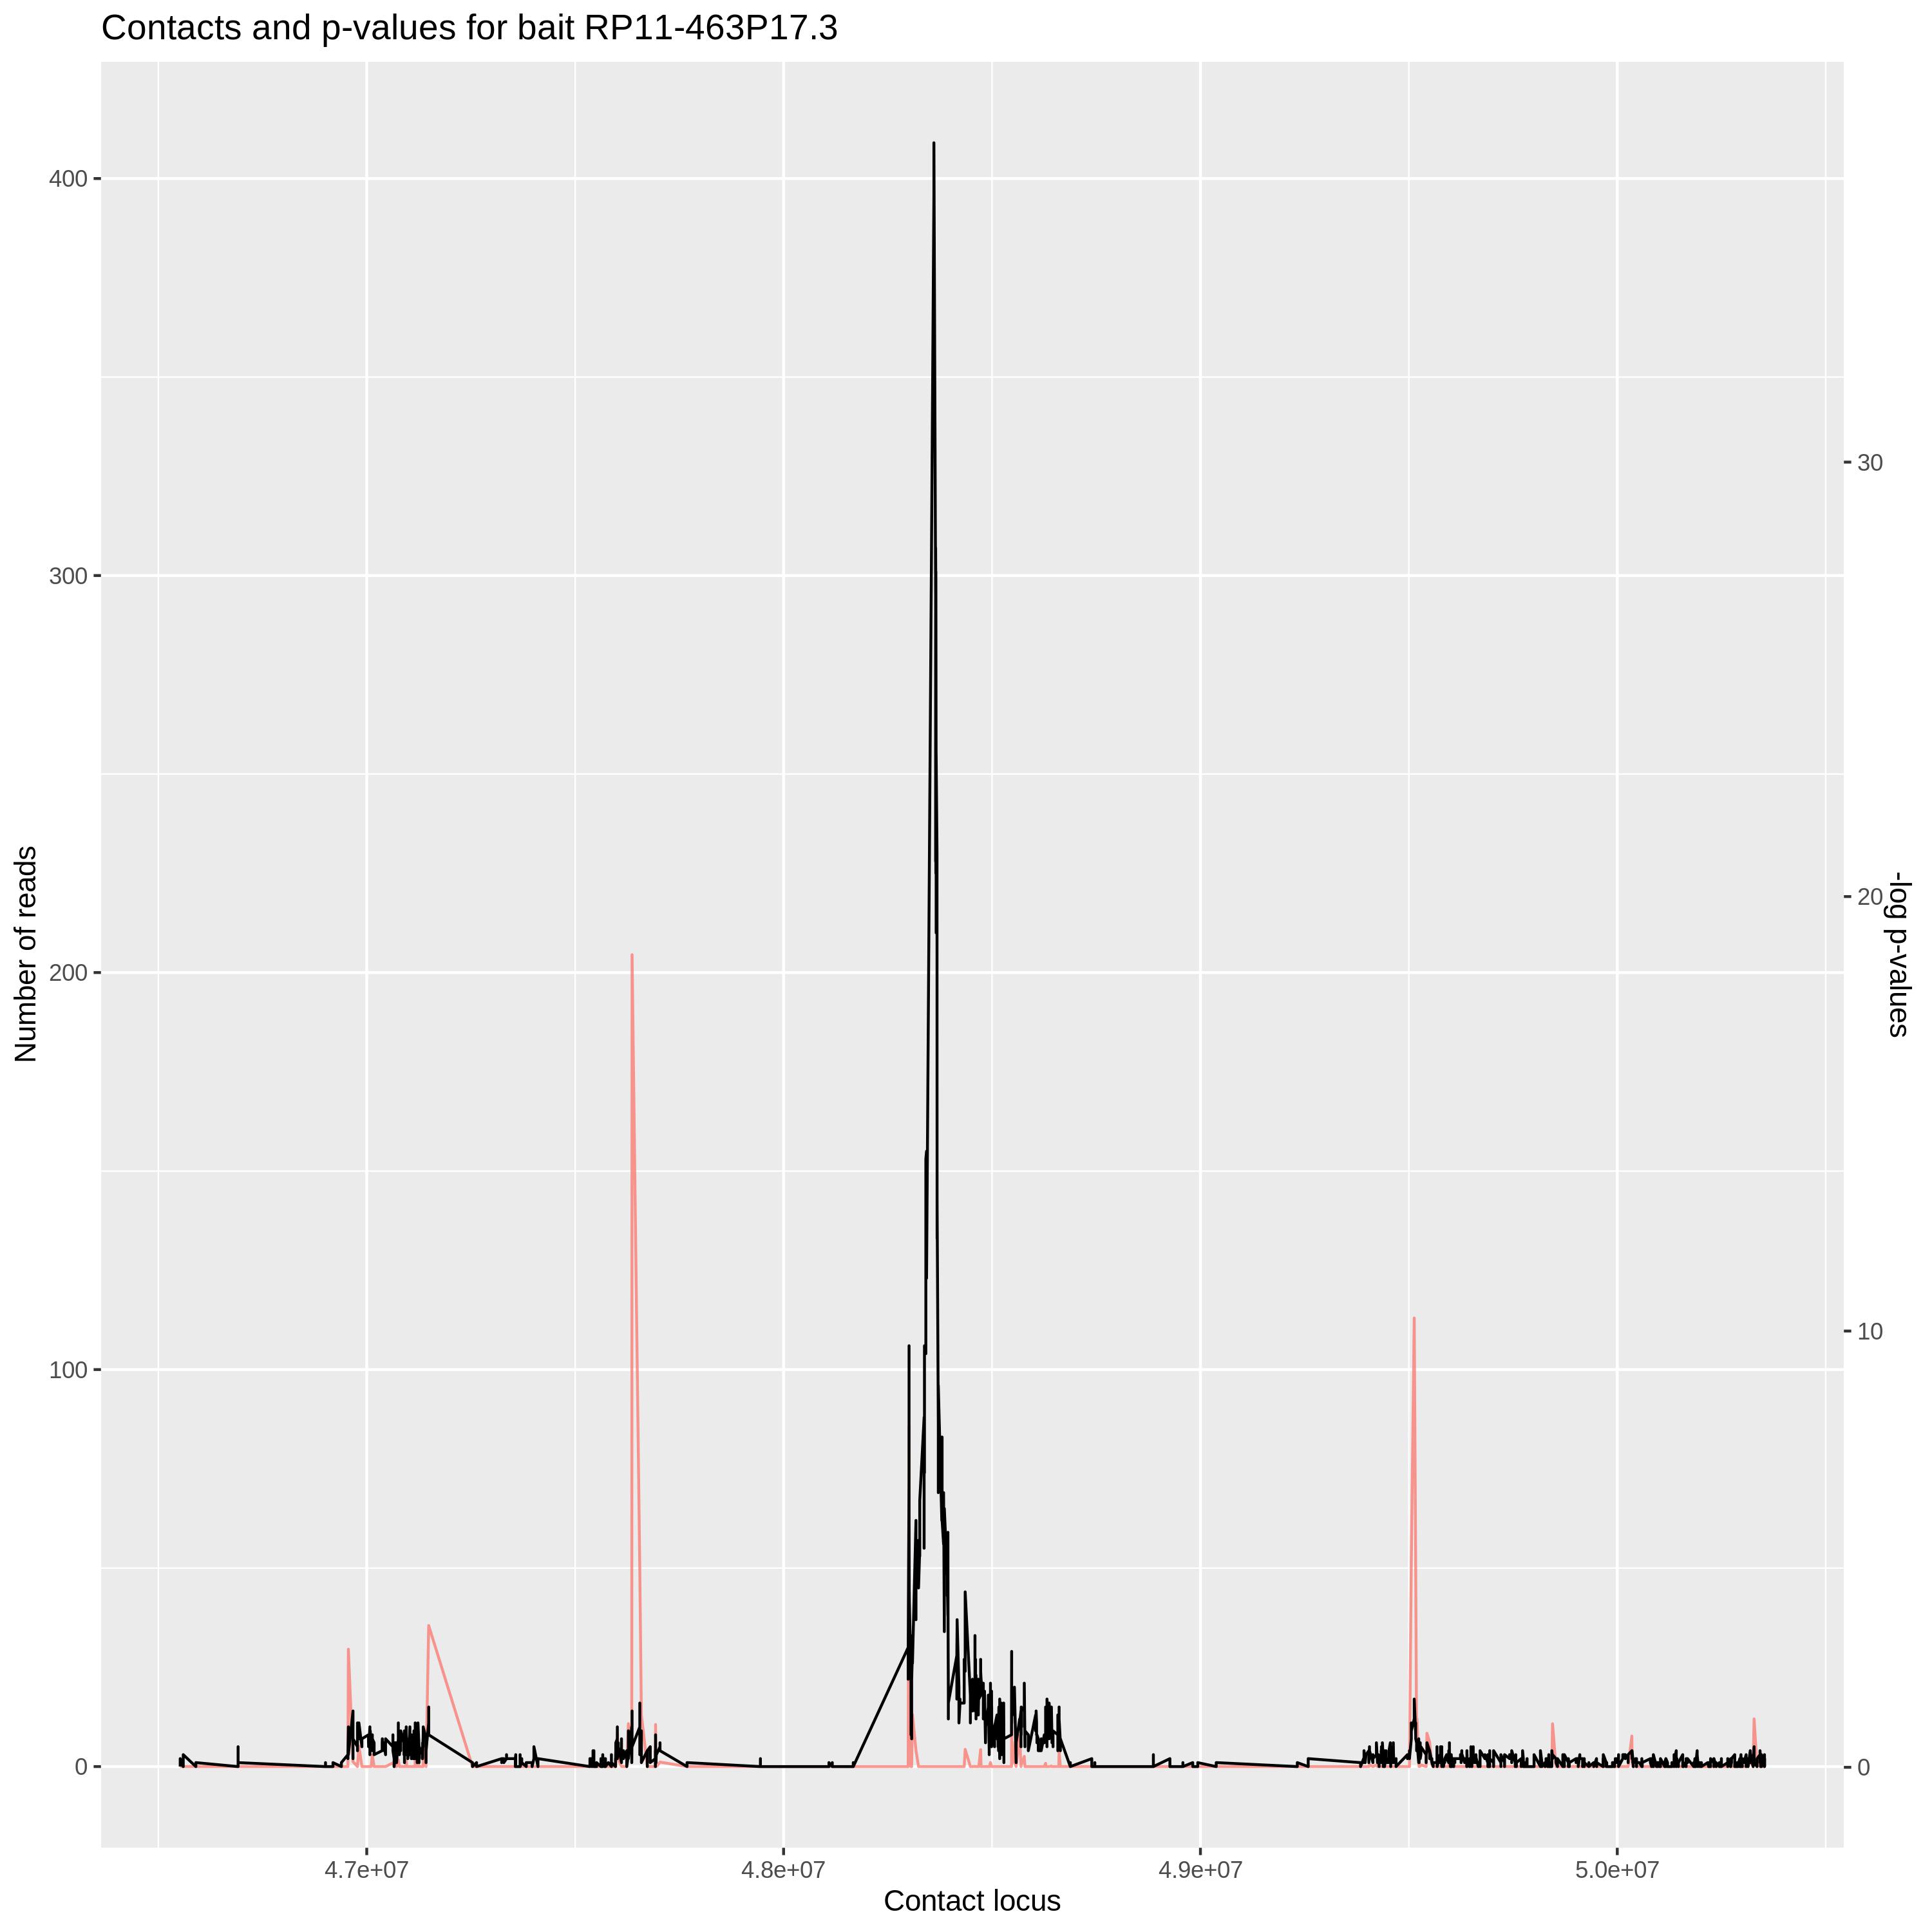 Contacts and p-values for bait RP11-463P17.3
400
300
200
100
0
Number of reads
30
20
10
0
-log p-values
4.7e+07
4.8e+07
4.9e+07
5.0e+07
Contact locus